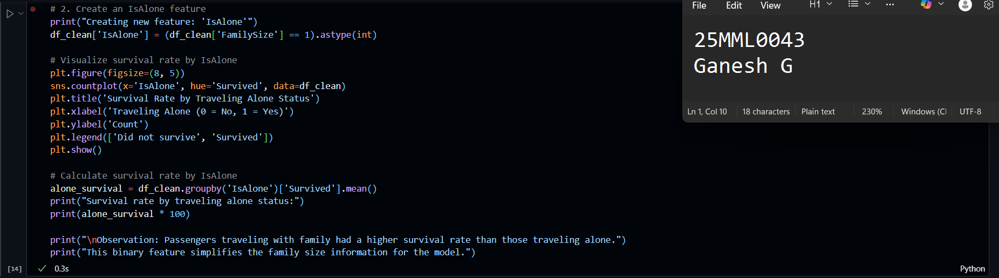 # 2. Create an IsAlone feature
print("Creating new feature: 'IsAlone'")
df_clean['IsAlone'] = (df_clean['FamilySize'] == 1).astype(int)
# Visualize survival rate by IsAlone
plt.figure(figsize=(8, 5))
sns.countplot(x='IsAlone', hue='Survived', data=df_clean)
plt.title('Survival Rate by Traveling Alone Status')
plt.xlabel('Traveling Alone (0 = No, 1 = Yes)')
plt.ylabel('Count')
plt.legend(['Did not survive', 'Survived'])
plt.show()
# Calculate survival rate by IsAlone
alone_survival = df_clean.groupby('IsAlone')['Survived'].mean()
print("Survival rate by traveling alone status:")
print(alone_survival * 100)
print("\nObservation: Passengers traveling with family had a higher survival rate than those traveling alone.")
print("This binary feature simplifies the family size information for the model.")
[14] 0.3s Python
File Edit View H1 ...
25MML0043
Ganesh G
Ln 1, Col 10 18 characters Plain text 230% Windows (Cl UTF-8